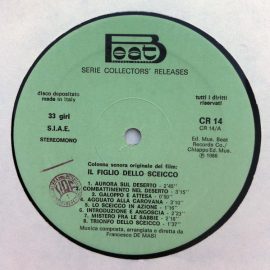 Beat
SERIE COLLECTORS' RELEASES
disco depositato
made in Italy
tutti i diritti
riservati
33 giri
S.I.A.E.
STEREOMONO
CR 14
CR 14/A
Ed. Mus. Beat
Records Co./
Chiappo Ed. Mus.
℗ 1986
Colonna sonora originale del film:
IL FIGLIO DELLO SCEICCO
1. AURORA SUL DESERTO - 2'45"
COMBATTIMENTO NEL DESERTO -
2. GALOPPO E ATTESA -
4. AGGUATO ALLA CAROVANA -
5. LO SCEICCO IN AZIONE -
6. INTRODUZIONE E ANGOSCIA -
7. MISTERO FRA LE SABBIE -
8. TRIONFO DELLO SCEICCO -
Musica composta, arrangiata e diretta da
Francesco DE MASI